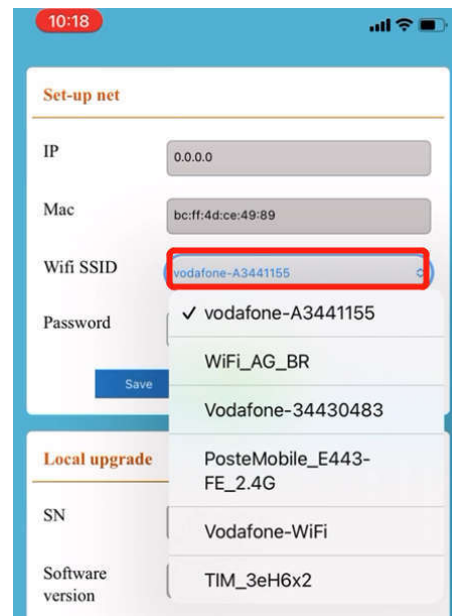 10:18
Set-up net
IP
0.0.0.0
Mac
bc:ff:4d:ce:49:89
Wifi SSID
vodafone-A3441155
Password
✓ vodafone-A3441155
WiFi_AG_BR
Save
Vodafone-34430483
Local upgrade
PosteMobile_E443-
FE_2.4G
SN
Vodafone-WiFi
Software
version
TIM_3eH6x2